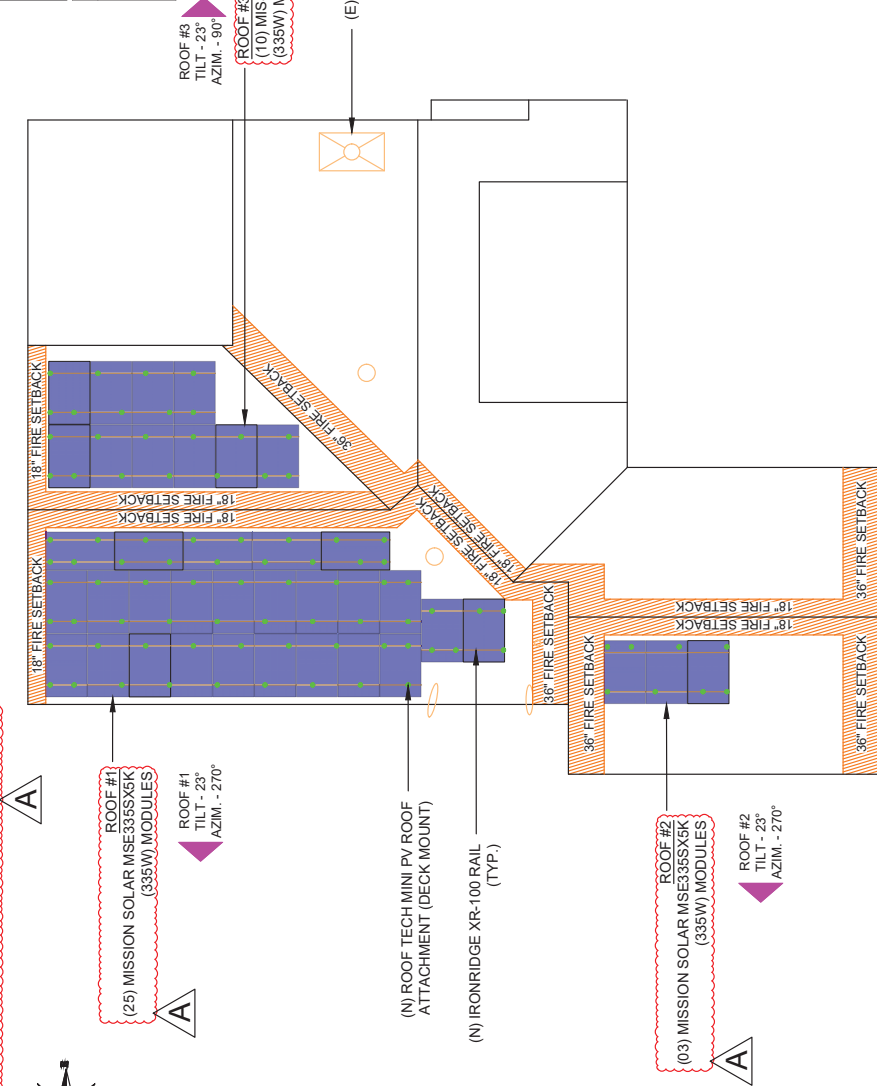 ROOF #3
TILT - 23°
AZIM. - 90°
ROOF #3
(10) MIS
(335W) M
(E)
18" FIRE SETBACK
18" FIRE SETBACK
36" FIRE SETBACK
18" FIRE SETBACK
18" FIRE SETBACK
18" FIRE SETBACK
18" FIRE SETBACK
36" FIRE SETBACK
36" FIRE SETBACK
18" FIRE SETBACK
18" FIRE SETBACK
36" FIRE SETBACK
36" FIRE SETBACK
A
ROOF #1
(25) MISSION SOLAR MSE335SX5K
(335W) MODULES
A
ROOF #1
TILT - 23°
AZIM. - 270°
(N) ROOF TECH MINI PV ROOF
ATTACHMENT (DECK MOUNT)
(N) IRONRIDGE XR-100 RAIL
(TYP.)
ROOF #2
(03) MISSION SOLAR MSE335SX5K
(335W) MODULES
A
ROOF #2
TILT - 23°
AZIM. - 270°